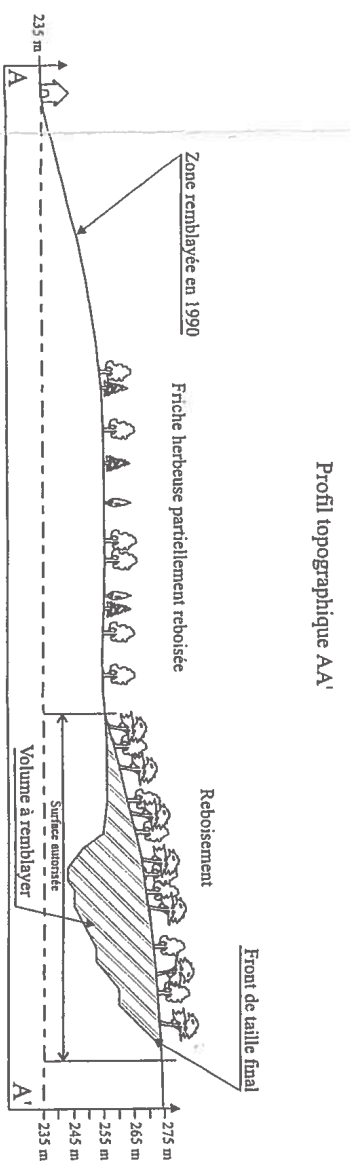 Profil topographique AA'
Zone remblayée en 1990
Friche herbeuse partiellement reboisée
Reboisement
Front de taille final
235 m
A
Surface autorisée
Volume à remblayer
A'
275 m
265 m
255 m
245 m
235 m